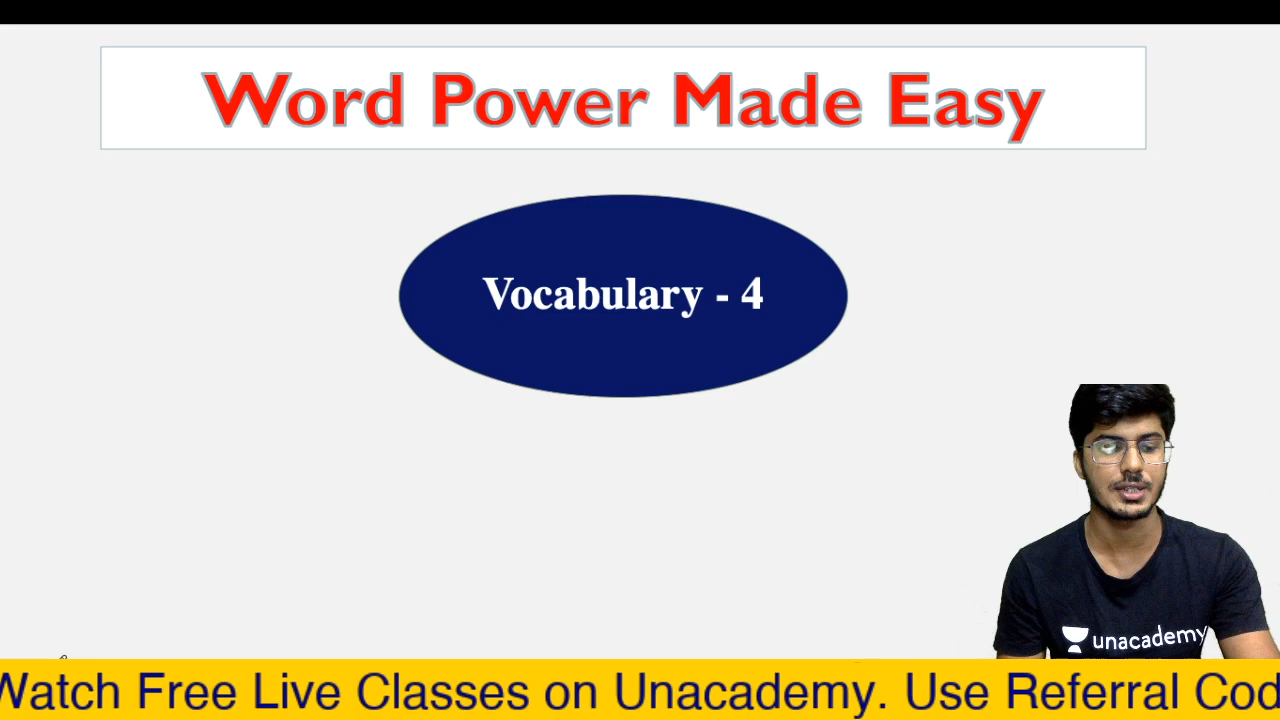 Word Power Made Easy
Vocabulary - 4
unacademy
Watch Free Live Classes on Unacademy. Use Referral Cod